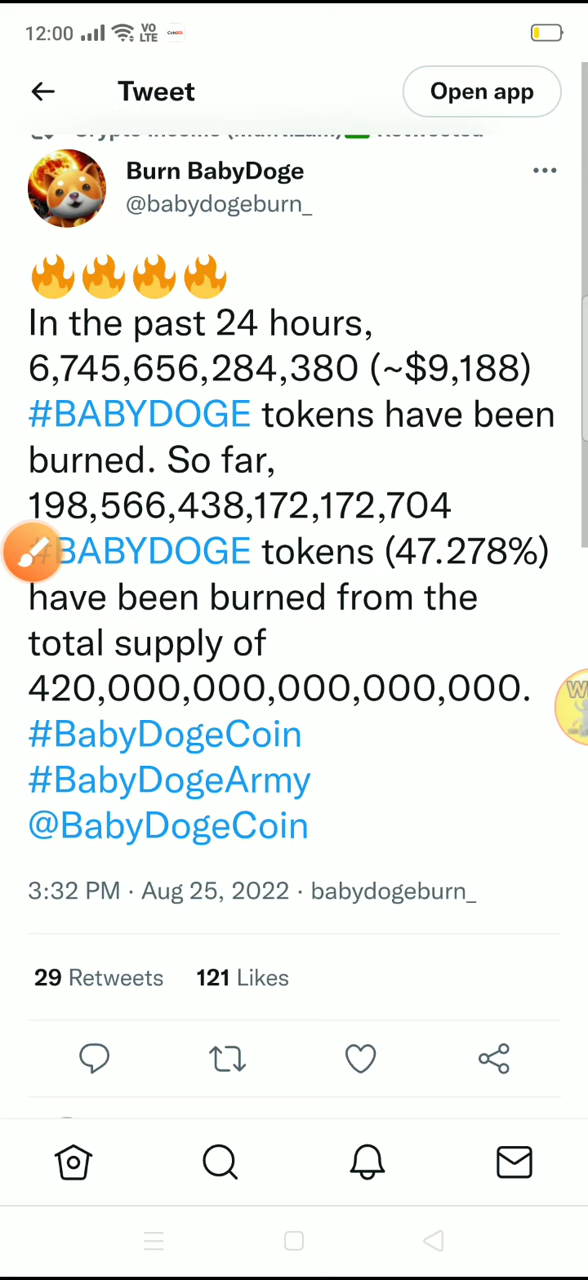 12:00
VO
LTE
Tweet
Open app
Burn BabyDoge
@babydogeburn_
🔥🔥🔥🔥
In the past 24 hours,
6,745,656,284,380 (~$9,188)
#BABYDOGE tokens have been
burned. So far,
198,566,438,172,172,704
#BABYDOGE tokens (47.278%)
have been burned from the
total supply of
420,000,000,000,000,000.
#BabyDogeCoin
#BabyDogeArmy
@BabyDogeCoin
3:32 PM · Aug 25, 2022 · babydogeburn_
29 Retweets 121 Likes